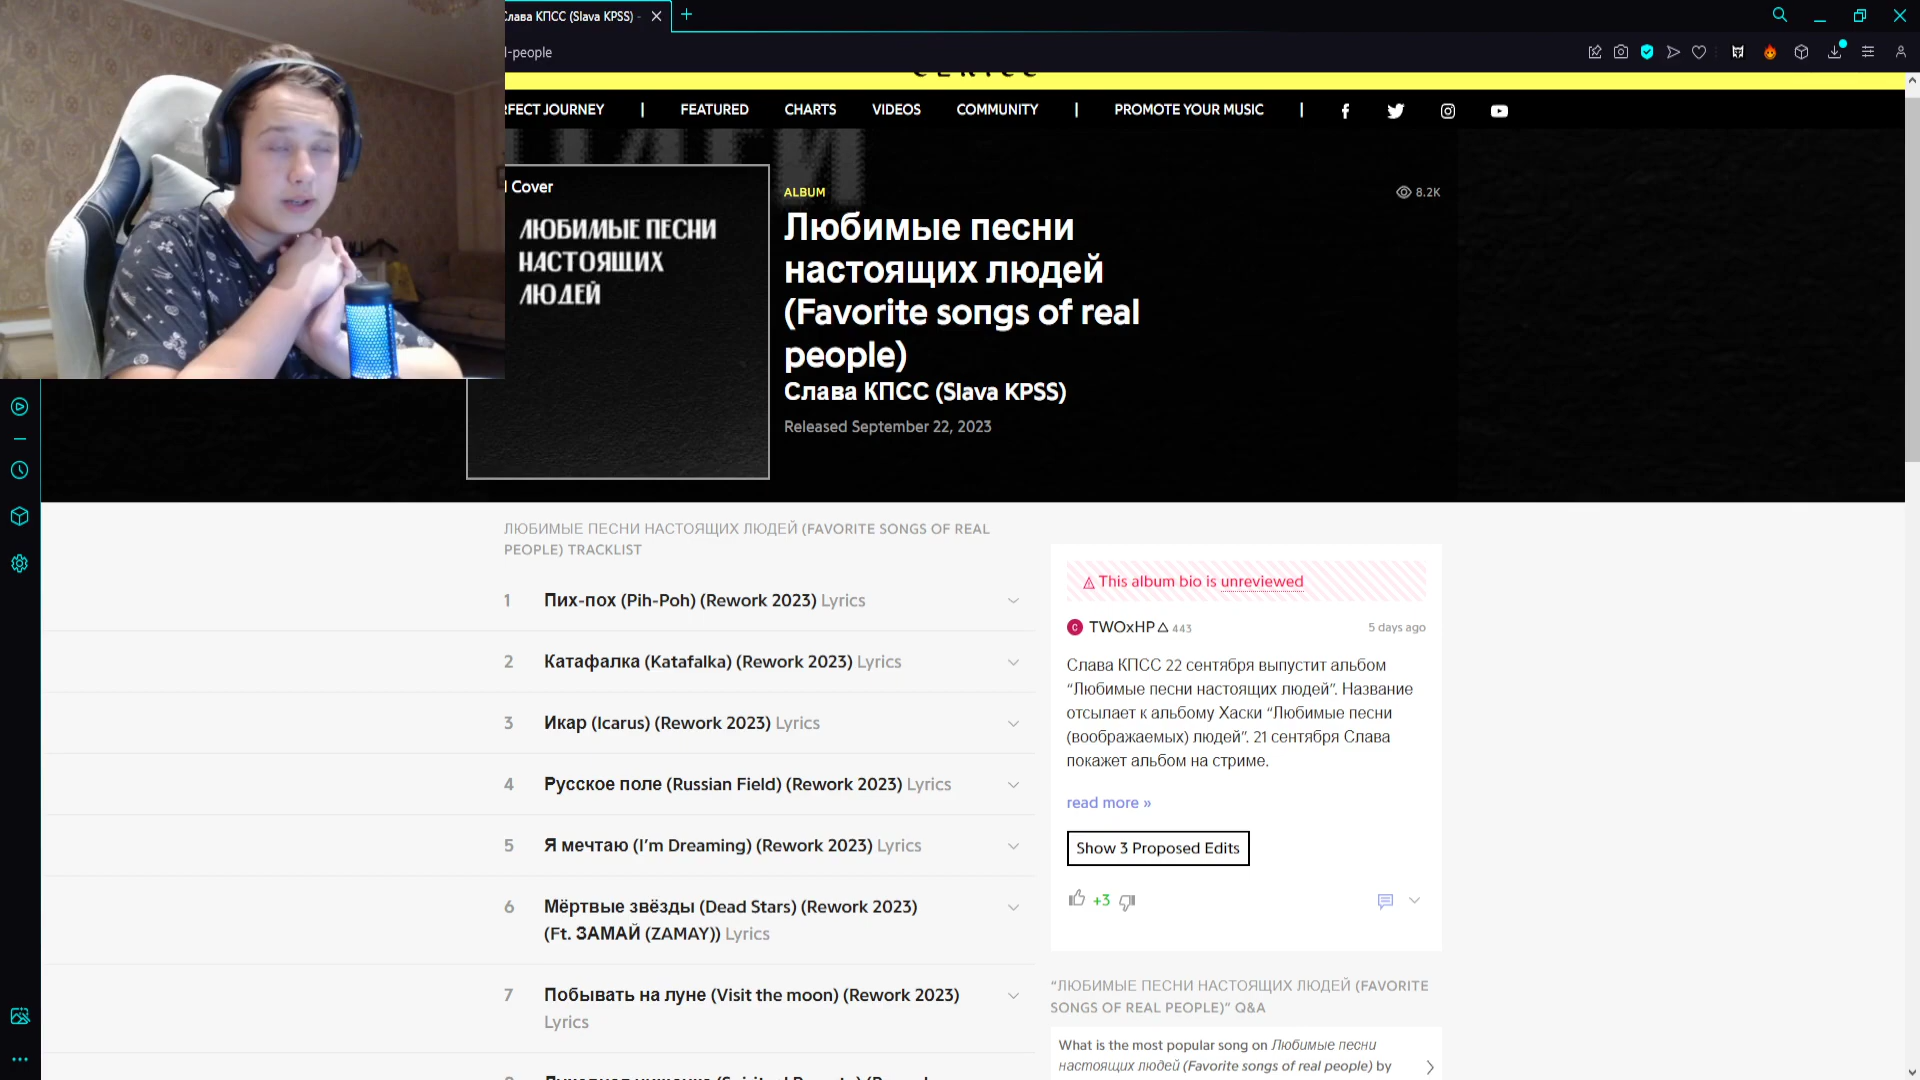 Слава КПСС (Slava KPSS) -
l-people
RFECT JOURNEY | FEATURED CHARTS VIDEOS COMMUNITY | PROMOTE YOUR MUSIC |
l Cover
ЛЮБИМЫЕ ПЕСНИ
НАСТОЯЩИХ
ЛЮДЕЙ
ALBUM
8.2K
Любимые песни
настоящих людей
(Favorite songs of real
people)
Слава КПСС (Slava KPSS)
Released September 22, 2023
ЛЮБИМЫЕ ПЕСНИ НАСТОЯЩИХ ЛЮДЕЙ (FAVORITE SONGS OF REAL
PEOPLE) TRACKLIST
1 Пих-пох (Pih-Poh) (Rework 2023) Lyrics
2 Катафалка (Katafalka) (Rework 2023) Lyrics
3 Икар (Icarus) (Rework 2023) Lyrics
4 Русское поле (Russian Field) (Rework 2023) Lyrics
5 Я мечтаю (I’m Dreaming) (Rework 2023) Lyrics
6 Мёртвые звёзды (Dead Stars) (Rework 2023)
(Ft. ЗАМАЙ (ZAMAY)) Lyrics
7 Побывать на луне (Visit the moon) (Rework 2023)
Lyrics
This album bio is unreviewed
TWOxHP 443
5 days ago
Слава КПСС 22 сентября выпустит альбом
“Любимые песни настоящих людей”. Название
отсылает к альбому Хаски “Любимые песни
(воображаемых) людей”. 21 сентября Слава
покажет альбом на стриме.
read more »
Show 3 Proposed Edits
+3
“ЛЮБИМЫЕ ПЕСНИ НАСТОЯЩИХ ЛЮДЕЙ (FAVORITE
SONGS OF REAL PEOPLE)” Q&A
What is the most popular song on Любимые песни
настоящих людей (Favorite songs of real people) by